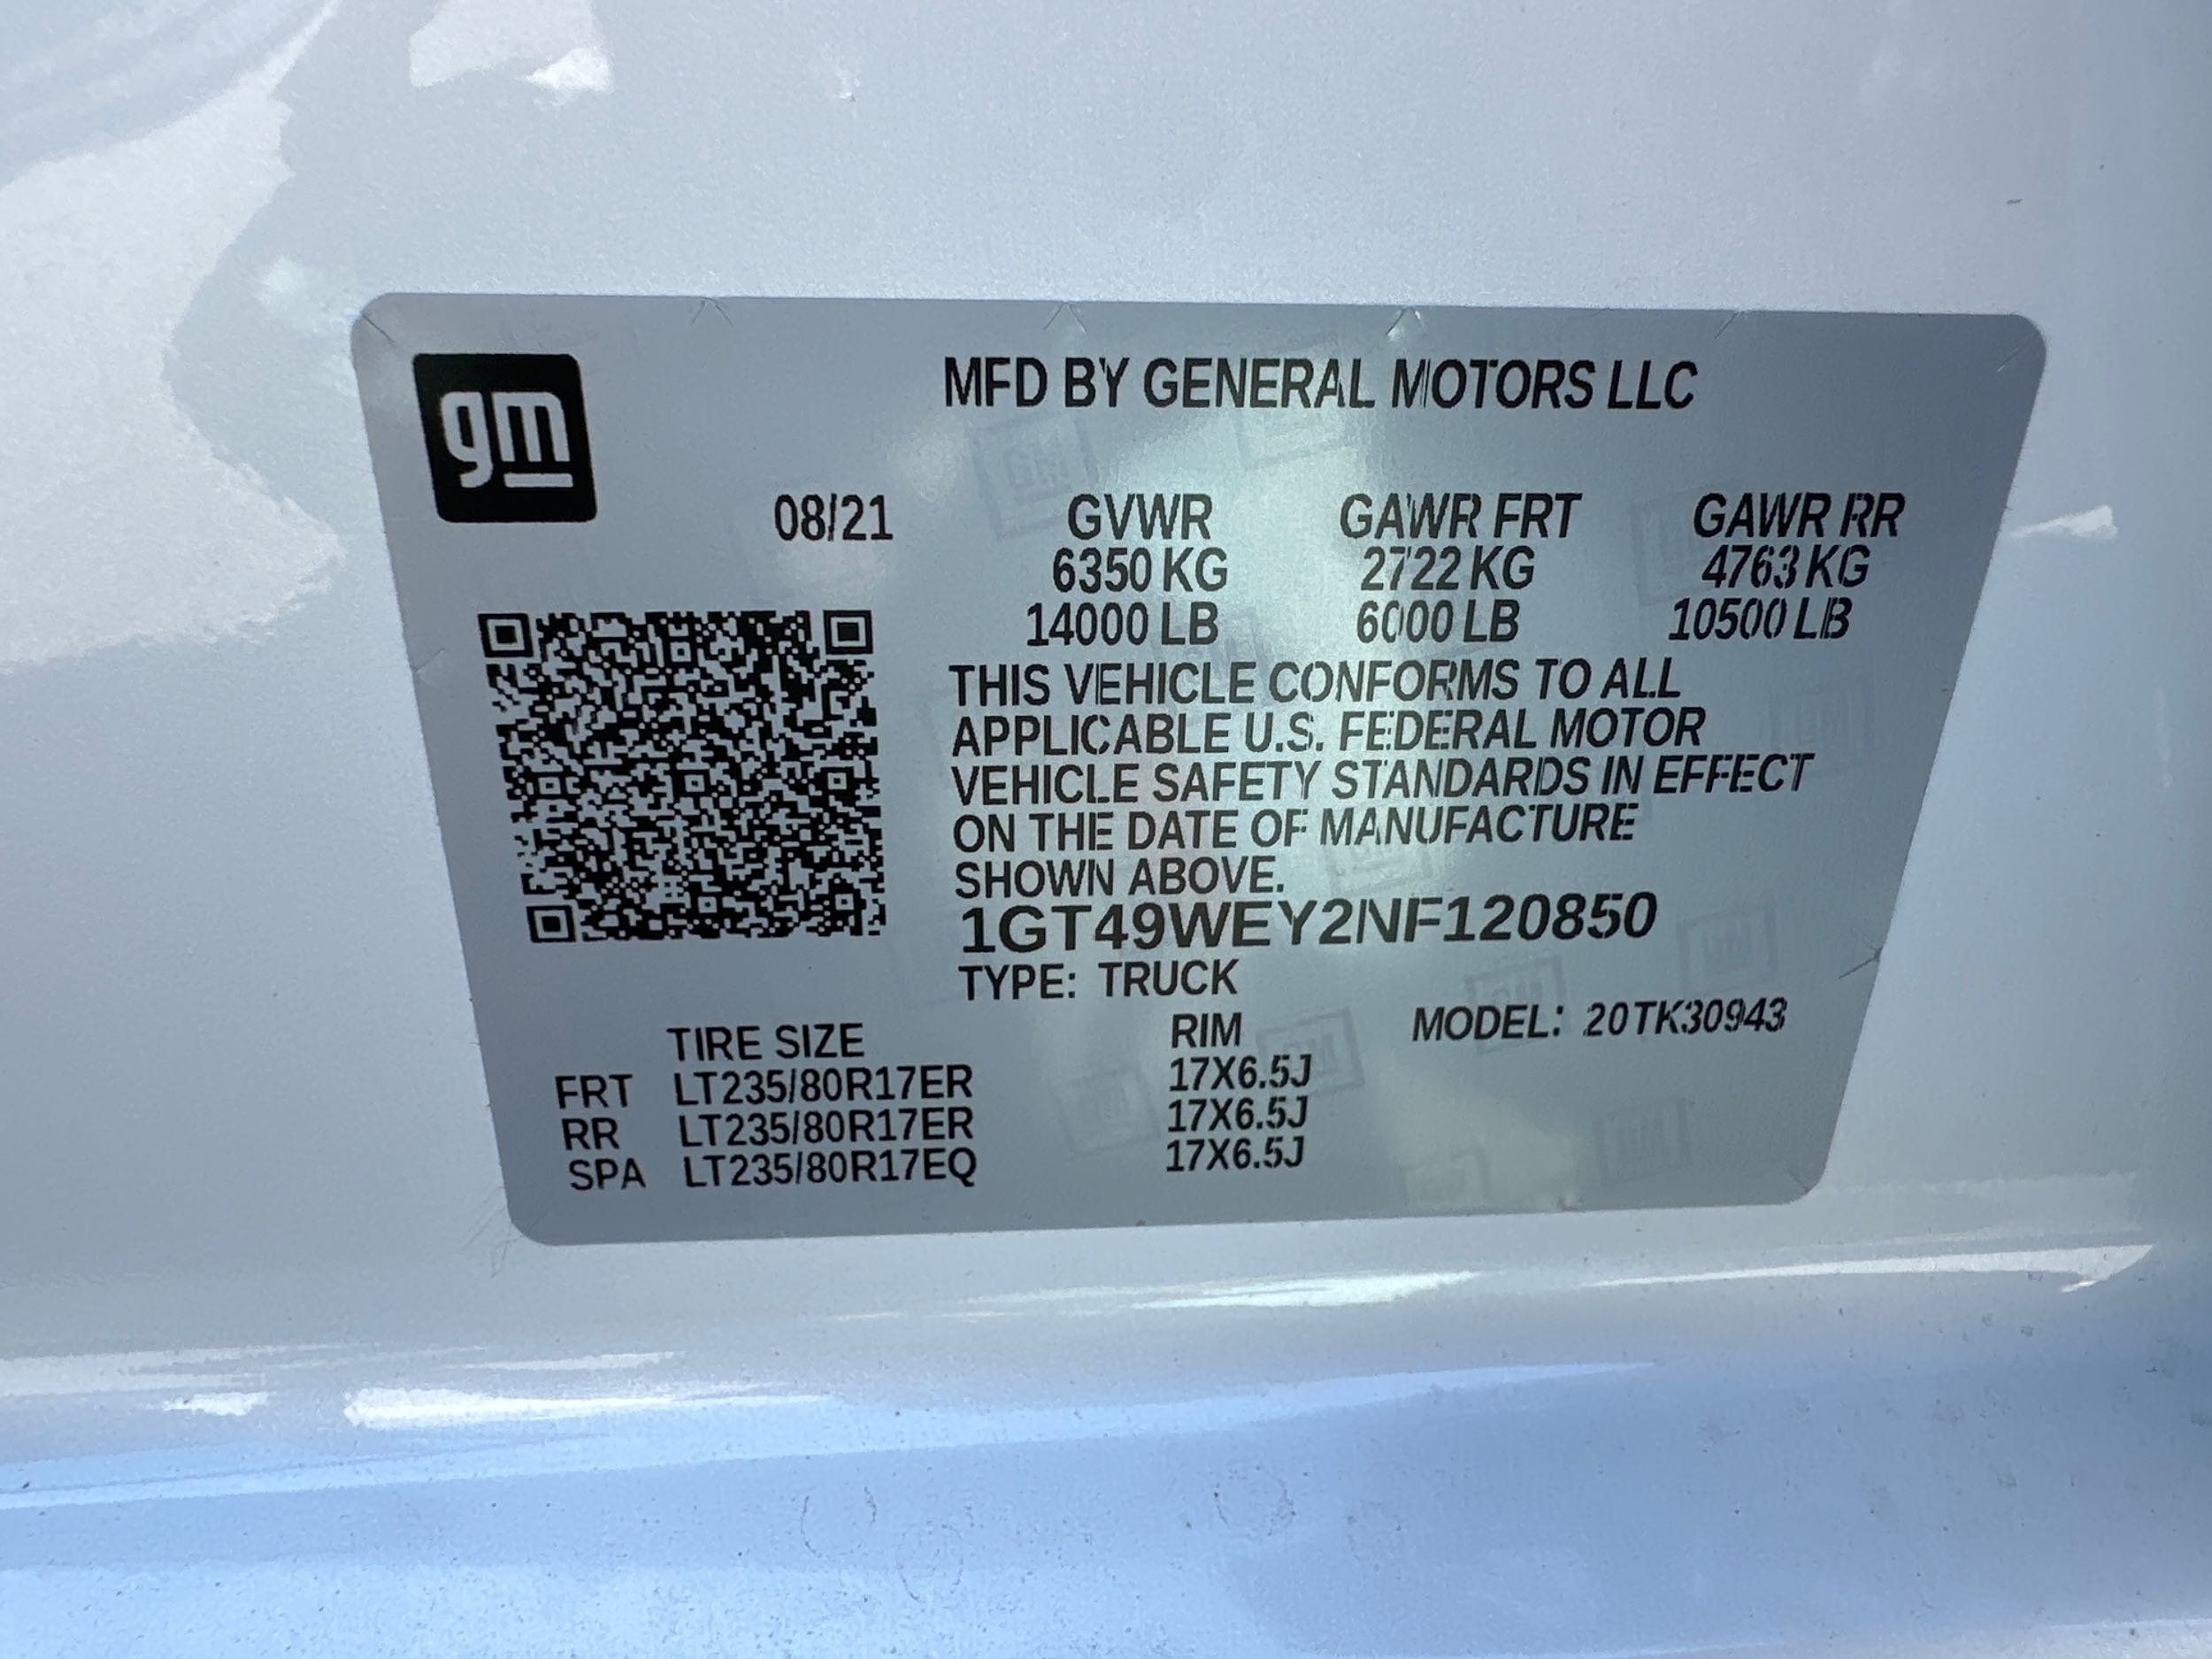 gm
MFD BY GENERAL MOTORS LLC
08/21 GVWR GAWR FRT GAWR RR
6350 KG 2722 KG 4763 KG
14000 LB 6000 LB 10500 LB
THIS VEHICLE CONFORMS TO ALL
APPLICABLE U.S. FEDERAL MOTOR
VEHICLE SAFETY STANDARDS IN EFFECT
ON THE DATE OF MANUFACTURE
SHOWN ABOVE.
1GT49WEY2NF120850
TYPE: TRUCK
MODEL: 20TK30943
TIRE SIZE RIM
FRT LT235/80R17ER 17X6.5J
RR LT235/80R17ER 17X6.5J
SPA LT235/80R17EQ 17X6.5J